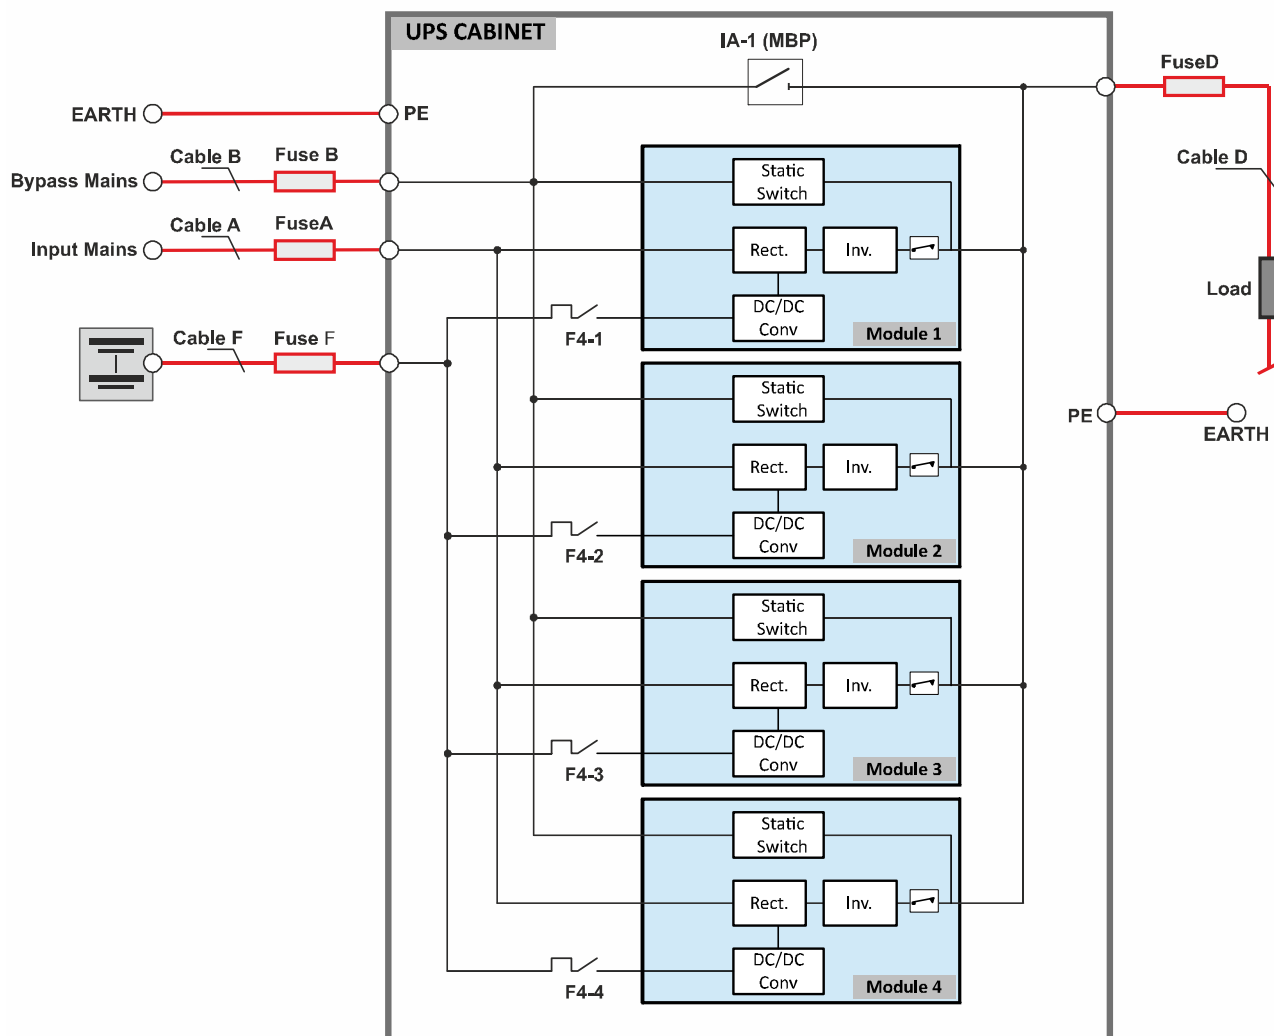 UPS CABINET
IA-1 (MBP)
FuseD
EARTH
PE
Cable B
Fuse B
Bypass Mains
Cable D
Static
Switch
Cable A
FuseA
Input Mains
Rect.
Inv.
Load
DC/DC
Conv
F4-1
Module 1
Cable F
Fuse F
Static
Switch
PE
EARTH
Rect.
Inv.
DC/DC
Conv
F4-2
Module 2
Static
Switch
Rect.
Inv.
DC/DC
Conv
F4-3
Module 3
Static
Switch
Rect.
Inv.
DC/DC
Conv
F4-4
Module 4